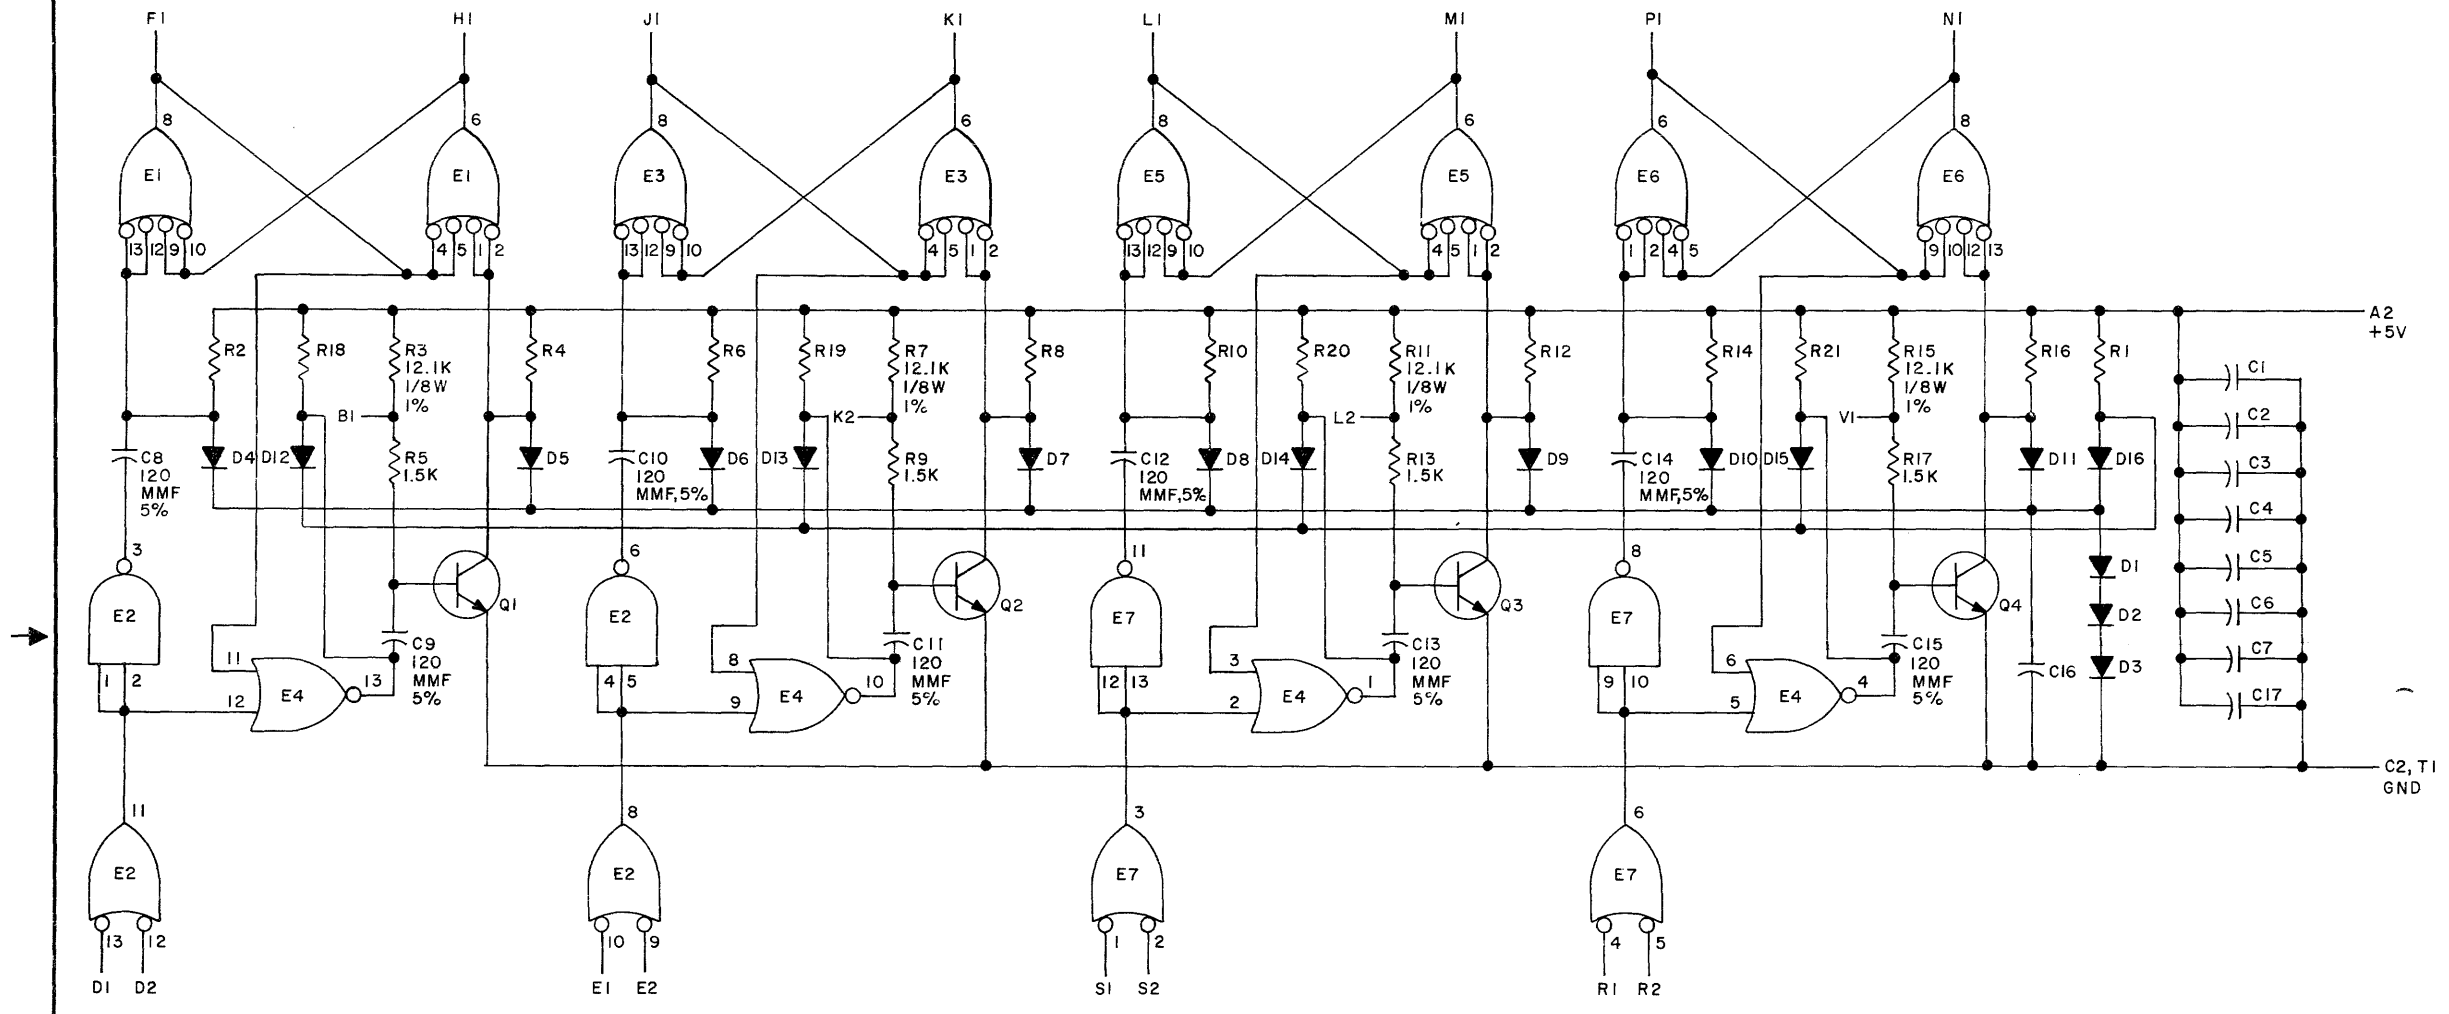 F1 H1 J1 K1 L1 M1 P1 N1
8 6 8 6 8 6 6 8
E1 E1 E3 E3 E5 E5 E6 E6
13 12 9 10 4 5 1 2 13 12 9 10 4 5 1 2 13 12 9 10 4 5 1 2 1 2 4 5 9 10 12 13
A2
+5V
R2 R18 R3 R4 R6 R19 R7 R8 R10 R20 R11 R12 R14 R21 R15 R16 R1
12.1K 12.1K 12.1K 12.1K
1/8W 1/8W 1/8W 1/8W
1% 1% 1% 1%
B1 K2 L2 V1
C1
C2
C3
C4
C5
C6
C7
C17
C8 D4 D12 R5 D5 C10 D6 D13 R9 D7 C12 D8 D14 R13 D9 C14 D10 D15 R17 D11 D16
120 1.5K 120 1.5K 120 1.5K 120 1.5K
MMF MMF,5% MMF,5% MMF,5%
5%
3 6 11 8
D1
E2 Q1 E2 Q2 E7 Q3 E7 Q4
D2
C9 C11 C13 C15
120 120 120 120
MMF MMF MMF MMF
5% 5% 5% 5%
C16 D3
1 2 11 13 4 5 8 10 12 13 3 1 9 10 6 4
12 E4 9 E4 2 E4 5 E4
C2, T1
GND
11 8 3 6
E2 E2 E7 E7
13 12 10 9 1 2 4 5
D1 D2 E1 E2 S1 S2 R1 R2